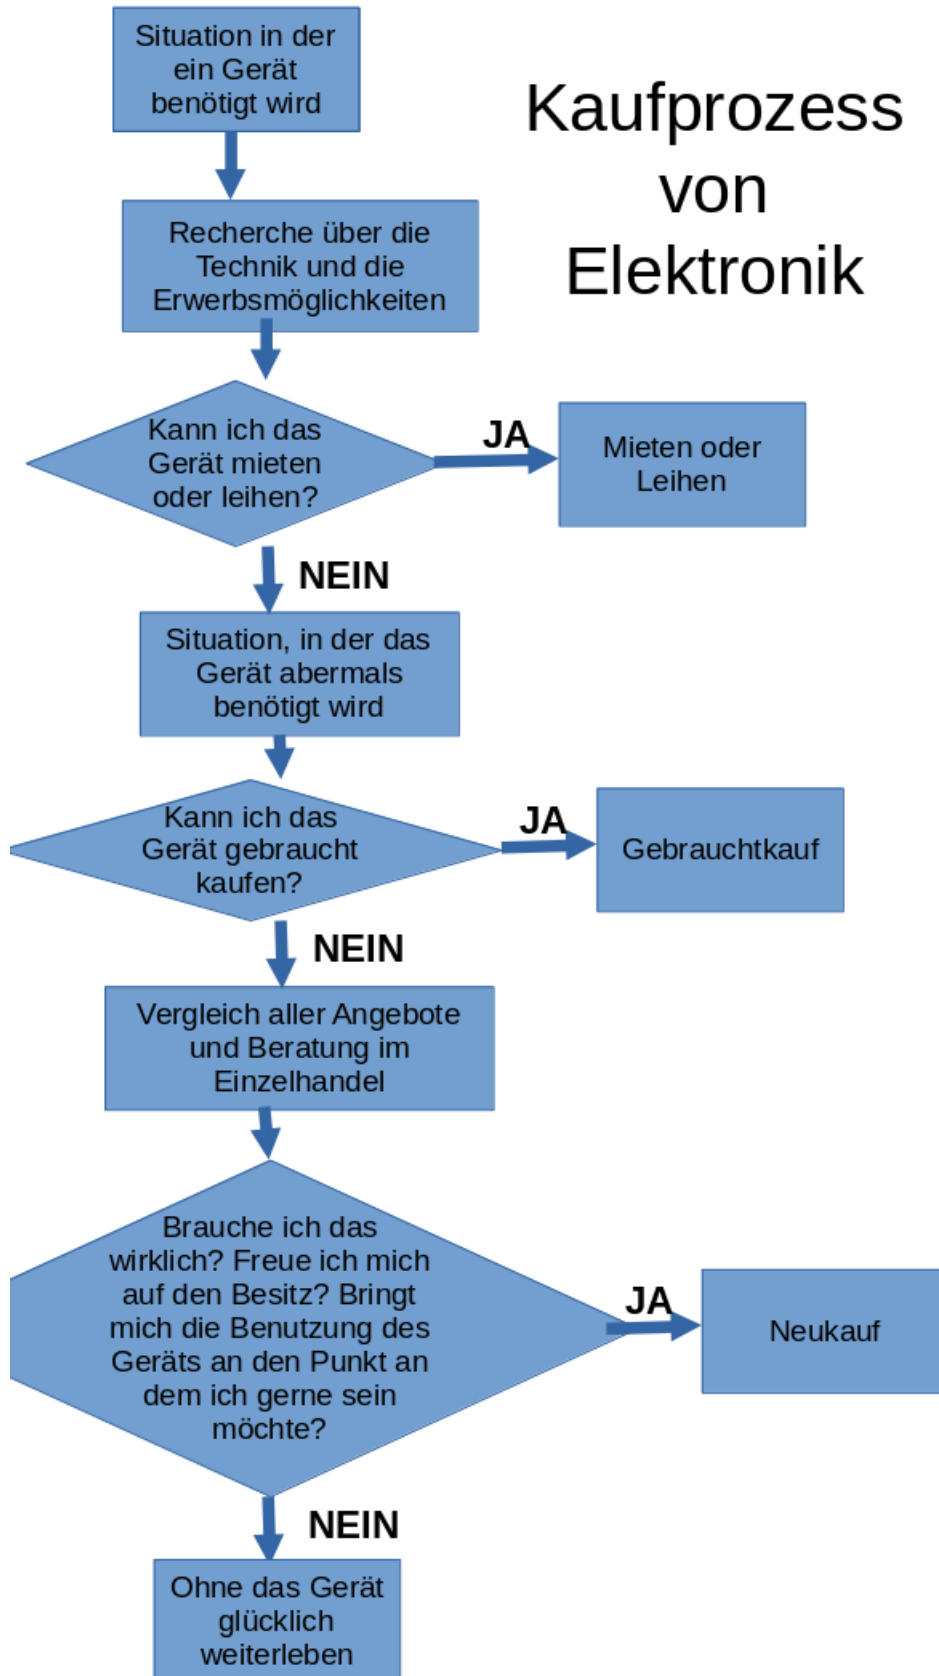 Situation in der
ein Gerät
benötigt wird
Kaufprozess
von
Elektronik
Recherche über die
Technik und die
Erwerbsmöglichkeiten
Kann ich das
Gerät mieten
oder leihen?
JA
Mieten oder
Leihen
NEIN
Situation, in der das
Gerät abermals
benötigt wird
Kann ich das
Gerät gebraucht
kaufen?
JA
Gebrauchtkauf
NEIN
Vergleich aller Angebote
und Beratung im
Einzelhandel
Brauche ich das
wirklich? Freue ich mich
auf den Besitz? Bringt
mich die Benutzung des
Geräts an den Punkt an
dem ich gerne sein
möchte?
JA
Neukauf
NEIN
Ohne das Gerät
glücklich
weiterleben